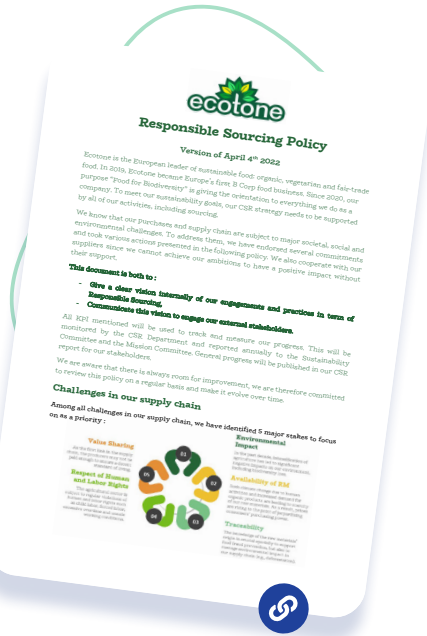 ecotone
Responsible Sourcing Policy
Version of April 4th 2022
Ecotone is the European leader of sustainable food: organic, vegetarian and fair-trade
food. In 2019, Ecotone became Europe's first B Corp food business. Since 2020, our
purpose "Food for Biodiversity" is giving the orientation to everything we do as a
company. To meet our sustainability goals, our CSR strategy needs to be supported
by all of our activities, including sourcing.
We know that our purchases and supply chain are subject to major societal, social and
environmental challenges. To address them, we have endorsed several commitments
and took various actions presented in the following policy. We also cooperate with our
suppliers since we cannot achieve our ambitions to have a positive impact without
their support.
This document is both to :
- Give a clear vision internally of our engagements and practices in term of
Responsible Sourcing,
- Communicate this vision to engage our external stakeholders.
All KPI mentioned will be used to track and measure our progress. This will be
monitored by the CSR Department and reported annually to the Sustainability
Committee and the Mission Committee. General progress will be published in our CSR
report for our stakeholders.
We are aware that there is always room for improvement, we are therefore committed
to review this policy on a regular basis and make it evolve over time.
Challenges in our supply chain
Among all challenges in our supply chain, we have identified 5 major stakes to focus
on as a priority :
Value Sharing
Respect of Human
and Labor Rights
01
02
03
04
05
Environmental
Impact
Availability of RM
Traceability